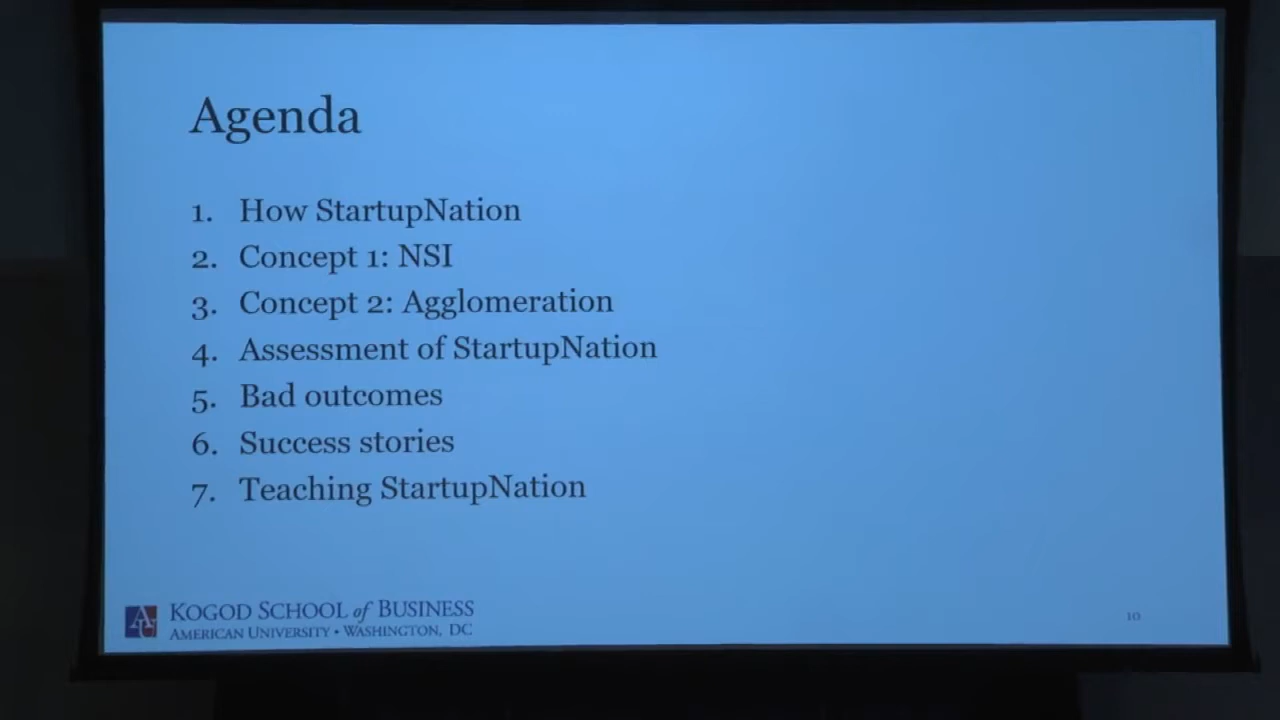 Agenda
1. How StartupNation
2. Concept 1: NSI
3. Concept 2: Agglomeration
4. Assessment of StartupNation
5. Bad outcomes
6. Success stories
7. Teaching StartupNation
AU KOGOD SCHOOL of BUSINESS
AMERICAN UNIVERSITY • WASHINGTON, DC
10